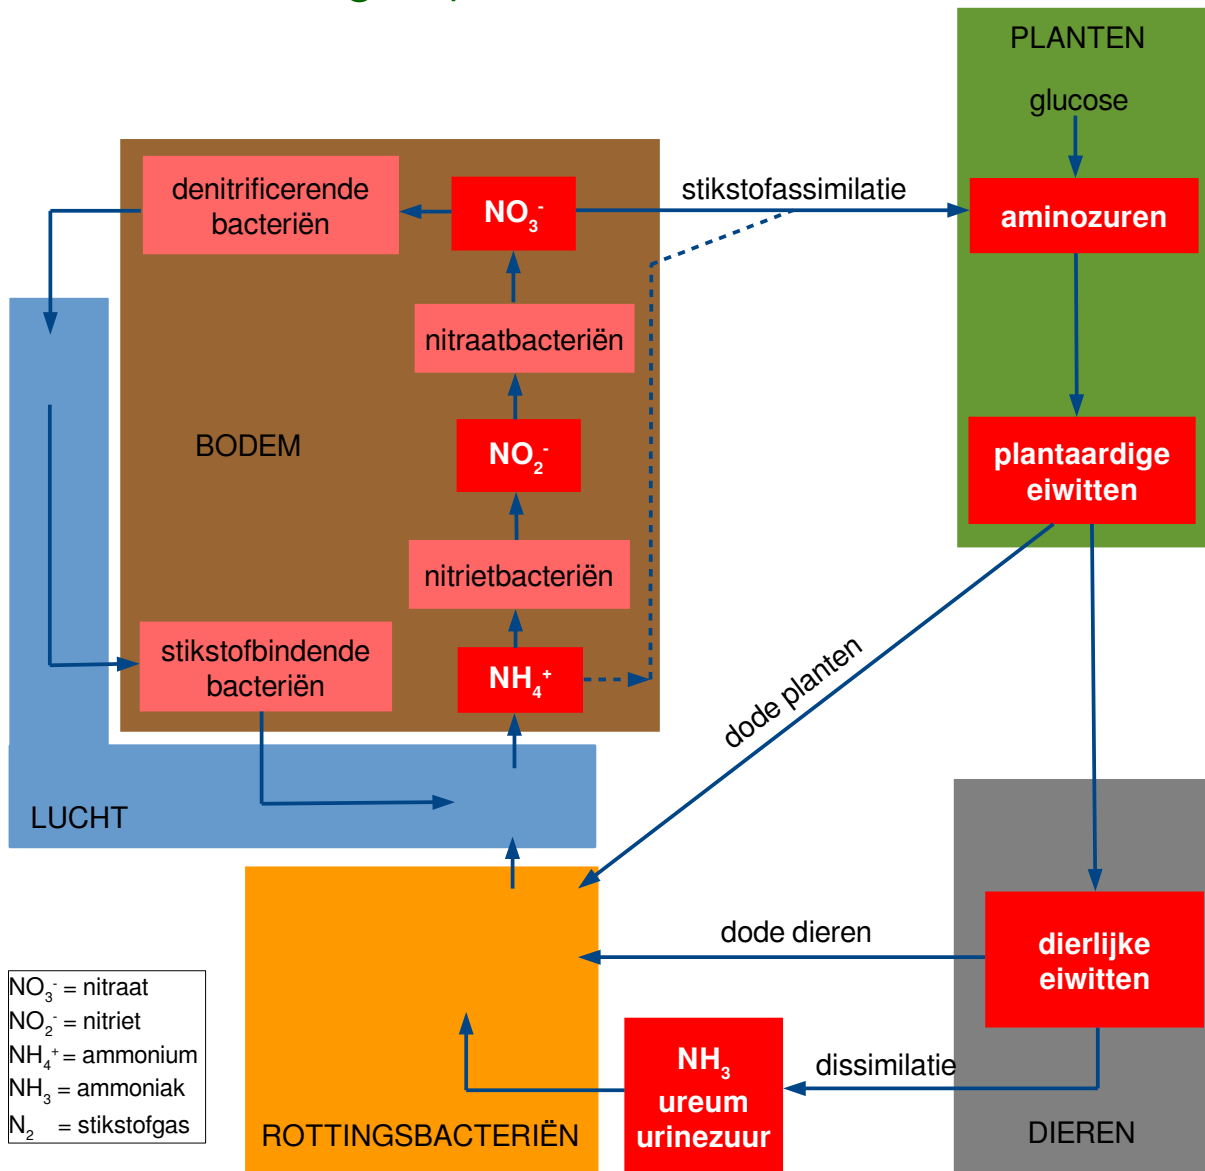 PLANTEN
glucose
denitrificerende
bacteriën
NO₃⁻
stikstofassimilatie
aminozuren
nitraatbacteriën
BODEM
NO₂⁻
plantaardige
eiwitten
nitrietbacteriën
stikstofbindende
bacteriën
NH₄⁺
dode planten
LUCHT
dode dieren
dierlijke
eiwitten
NO₃⁻ = nitraat
NO₂⁻ = nitriet
NH₄⁺ = ammonium
NH₃ = ammoniak
N₂ = stikstofgas
ROTTINGSBACTERIËN
NH₃
ureum
urinezuur
dissimilatie
DIEREN